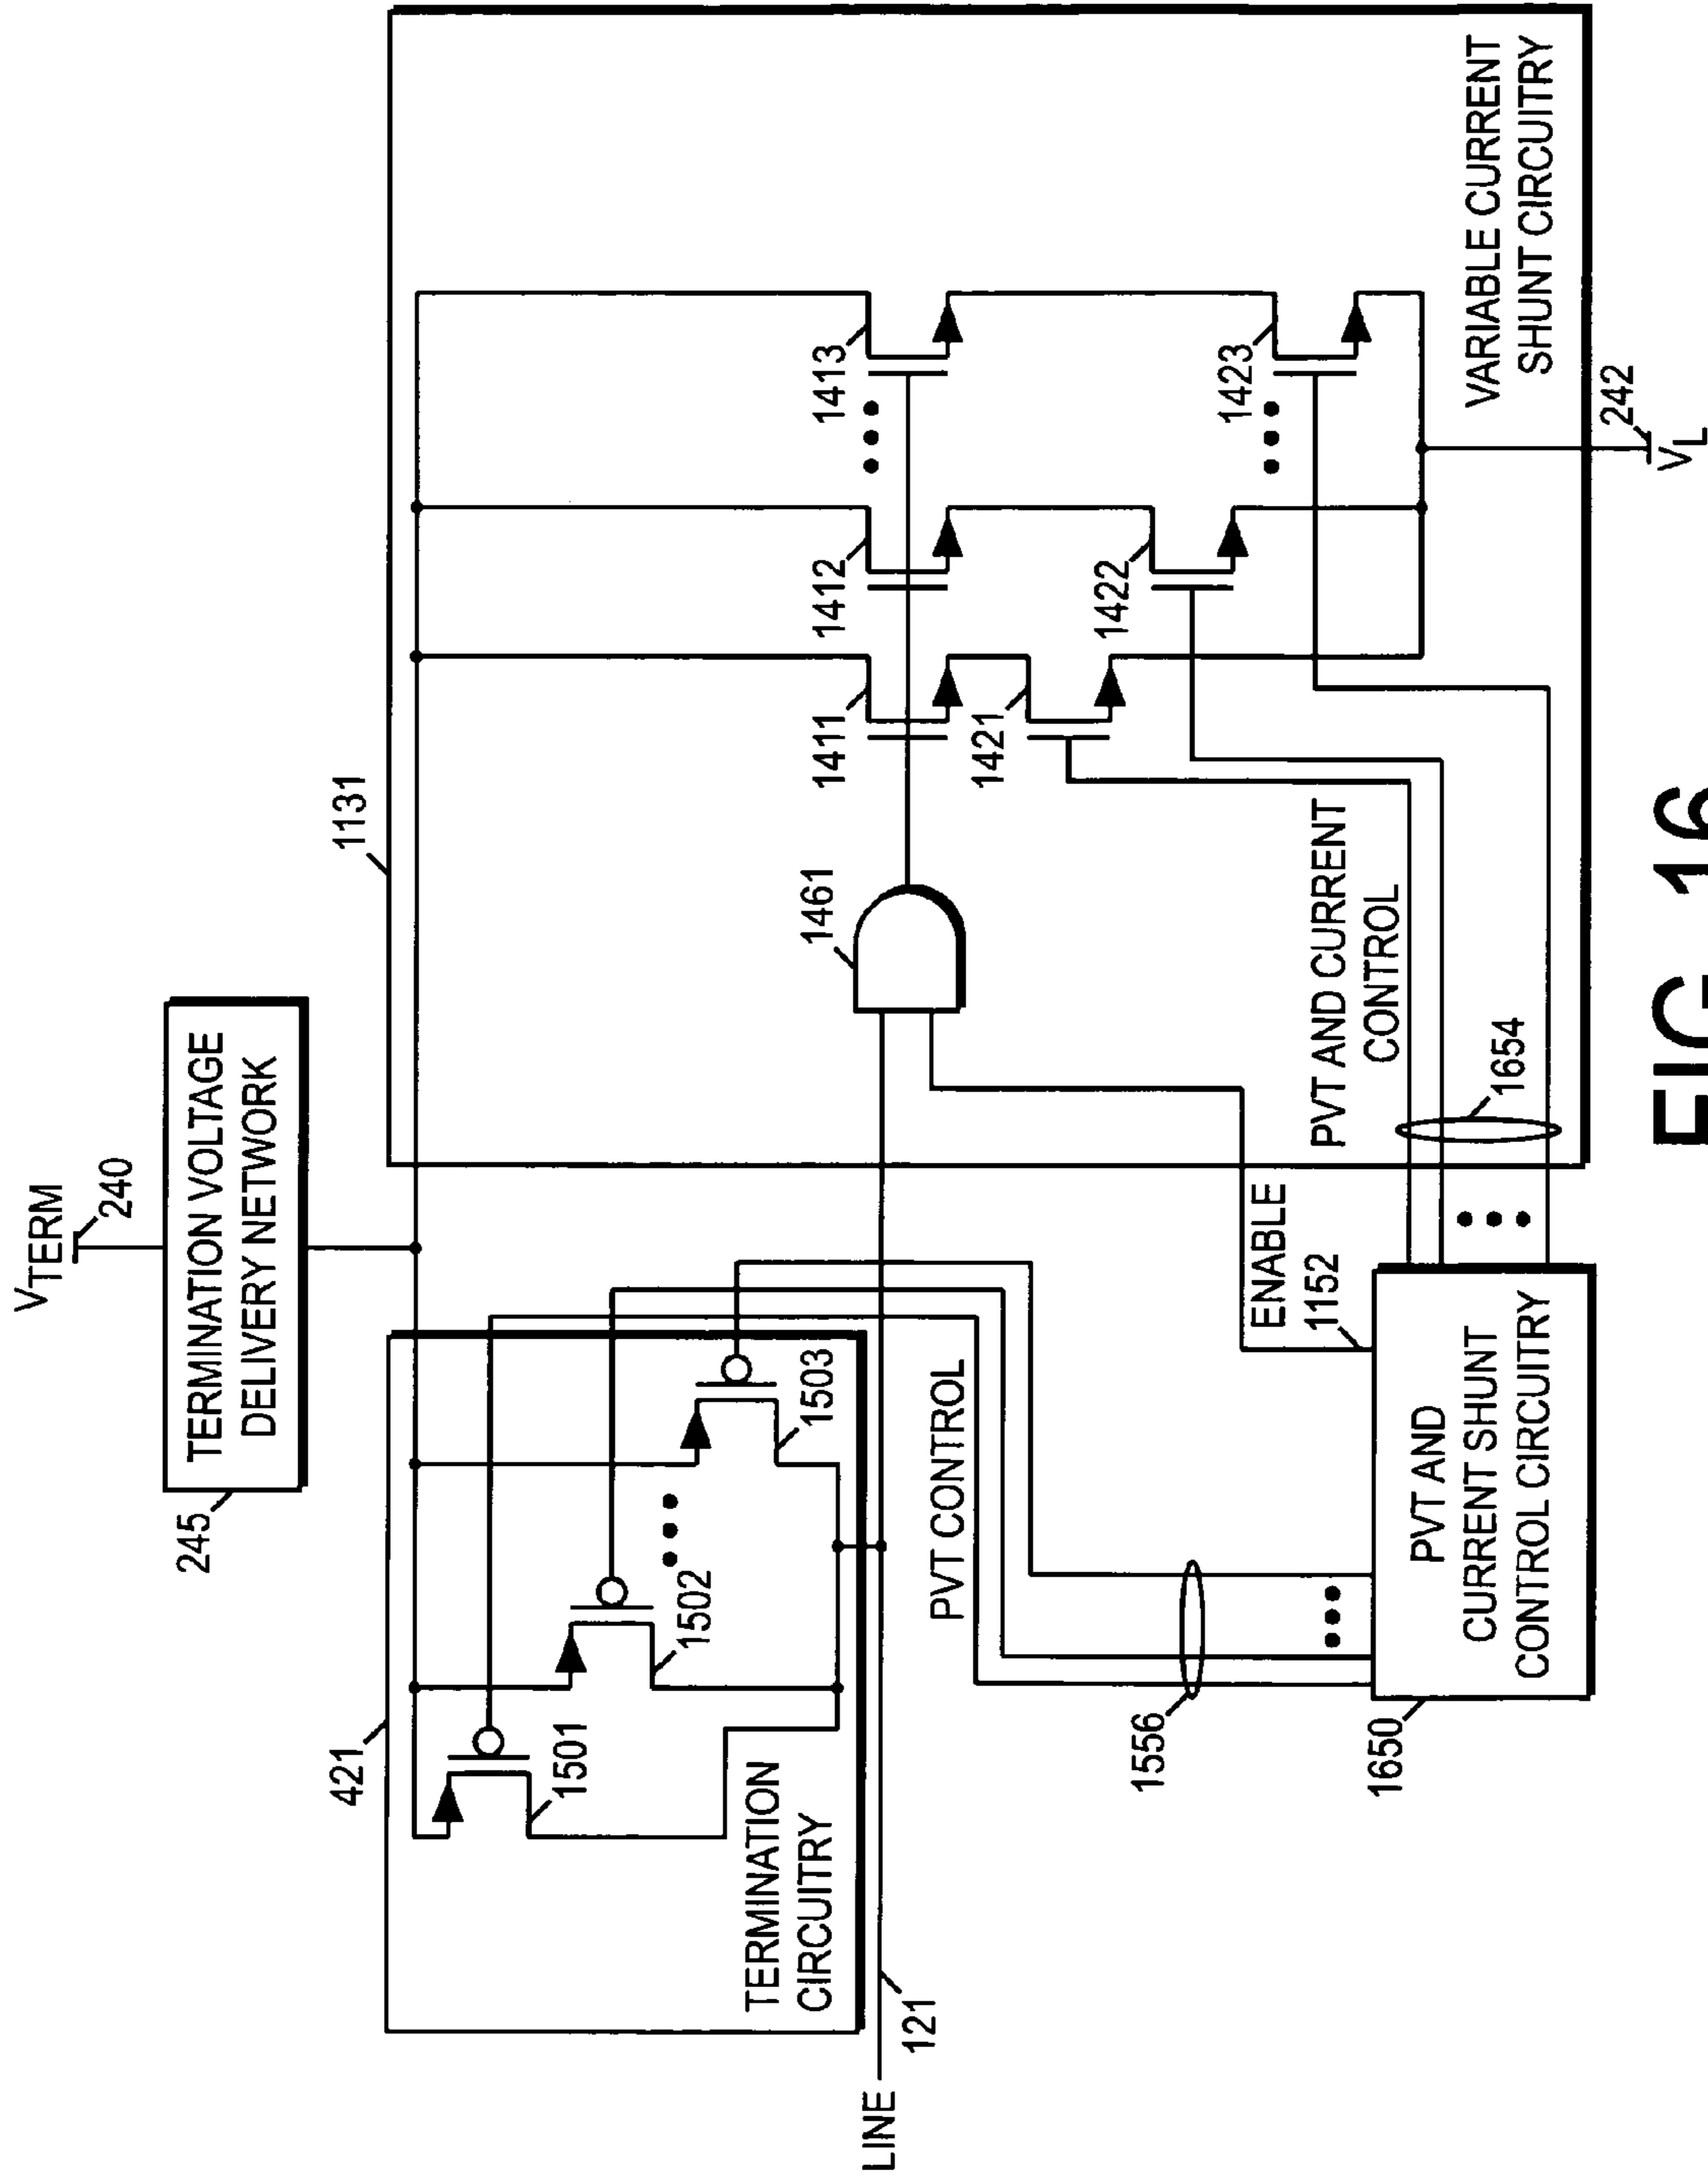 V_TERM
240
TERMINATION VOLTAGE
DELIVERY NETWORK
245
421
1501
1502
1503
TERMINATION
CIRCUITRY
LINE
121
PVT CONTROL
1556
1650
PVT AND
CURRENT SHUNT
CONTROL CIRCUITRY
ENABLE
1152
1131
1461
1411
1412
1413
1421
1422
1423
PVT AND CURRENT
CONTROL
1654
VARIABLE CURRENT
SHUNT CIRCUITRY
242
V_L
FIG. 16